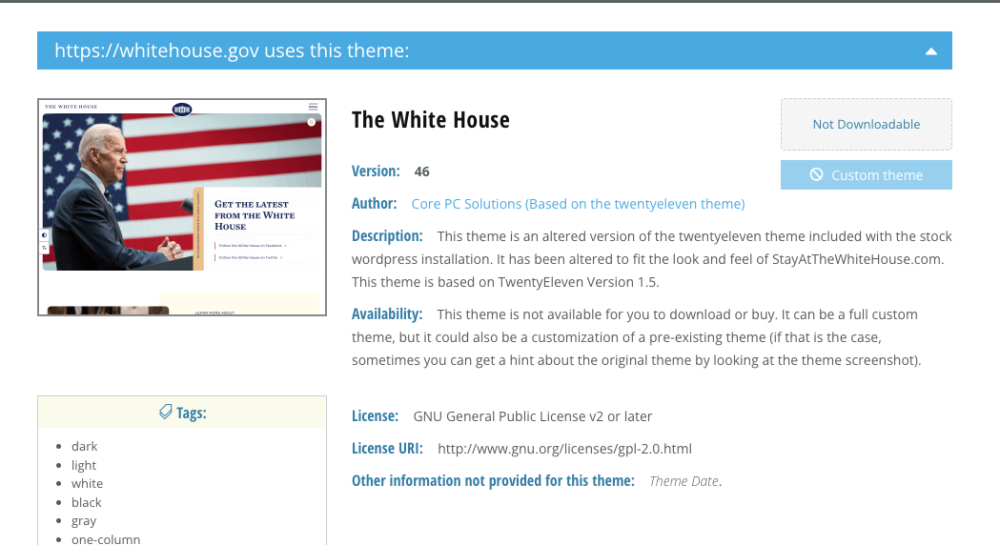 https://whitehouse.gov uses this theme:
THE WHITE HOUSE
GET THE LATEST
FROM THE WHITE
HOUSE
Follow the White House on Facebook
Follow the White House on Twitter
LEARN MORE ABOUT
The White House
Not Downloadable
Custom theme
Version: 46
Author: Core PC Solutions (Based on the twentyeleven theme)
Description: This theme is an altered version of the twentyeleven theme included with the stock
wordpress installation. It has been altered to fit the look and feel of StayAtTheWhiteHouse.com.
This theme is based on TwentyEleven Version 1.5.
Availability: This theme is not available for you to download or buy. It can be a full custom
theme, but it could also be a customization of a pre-existing theme (if that is the case,
sometimes you can get a hint about the original theme by looking at the theme screenshot).
Tags:
dark
light
white
black
gray
one-column
License: GNU General Public License v2 or later
License URI: http://www.gnu.org/licenses/gpl-2.0.html
Other information not provided for this theme: Theme Date.